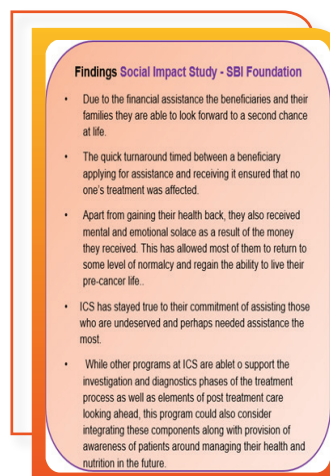 Findings Social Impact Study - SBI Foundation
• Due to the financial assistance the beneficiaries and their
families they are able to look forward to a second chance
at life.
• The quick turnaround timed between a beneficiary
applying for assistance and receiving it ensured that no
one's treatment was affected.
• Apart from gaining their health back, they also received
mental and emotional solace as a result of the money
they received. This has allowed most of them to return to
some level of normalcy and regain the ability to live their
pre-cancer life..
• ICS has stayed true to their commitment of assisting those
who are undeserved and perhaps needed assistance the
most.
• While other programs at ICS are ablet o support the
investigation and diagnostics phases of the treatment
process as well as elements of post treatment care
looking ahead, this program could also consider
integrating these components along with provision of
awareness of patients around managing their health and
nutrition in the future.